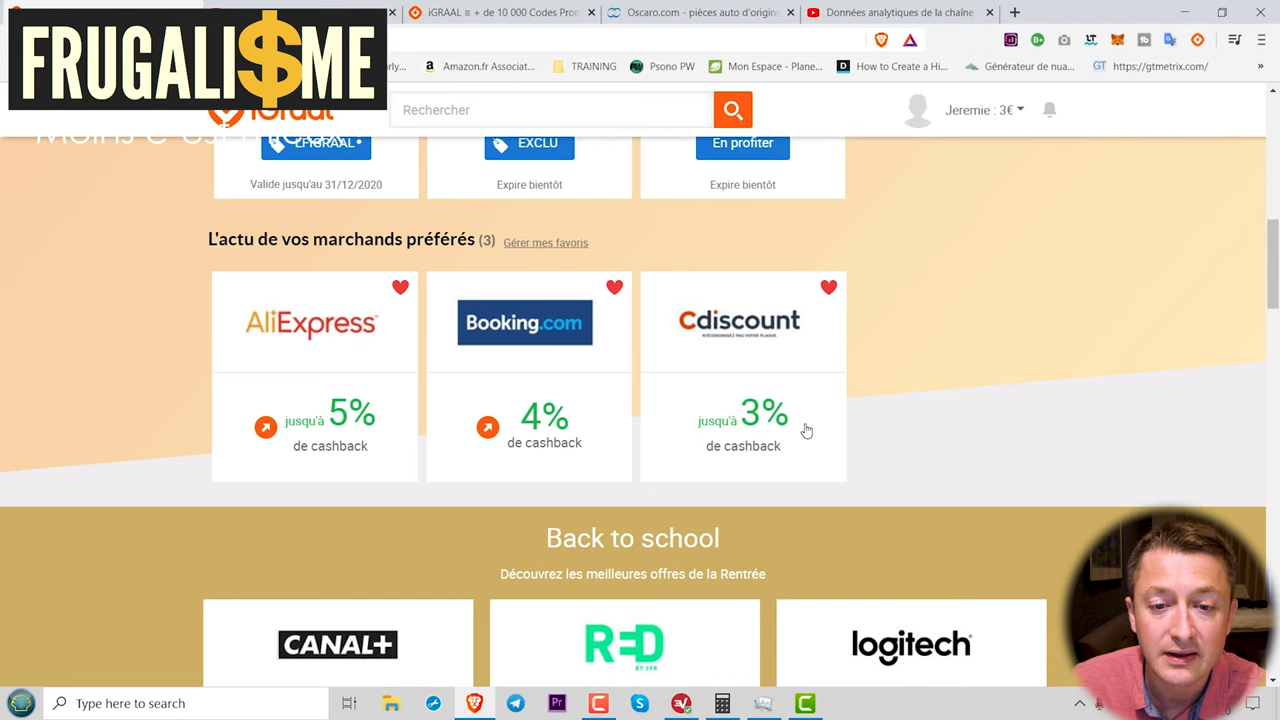 FRUGALI$ME
iGRAAL # + de 10 000 Codes Pron
Oscaro.com - pièces auto d'origine
Données analytiques de la chaîne
Amazon.fr Associat...
TRAINING
Psono PW
Mon Espace - Plane...
How to Create a Hi...
Générateur de nua...
https://gtmetrix.com/
Rechercher
Jeremie : 3€
EXCLU
En profiter
Valide jusqu'au 31/12/2020
Expire bientôt
Expire bientôt
L'actu de vos marchands préférés (3) Gérer mes favoris
AliExpress
Booking.com
Cdiscount
N'ÉCONOMISEZ PAS VOTRE PLAISIR
jusqu'à 5%
de cashback
4%
de cashback
jusqu'à 3%
de cashback
Back to school
Découvrez les meilleures offres de la Rentrée
CANAL+
RED
BY SFR
logitech
Type here to search